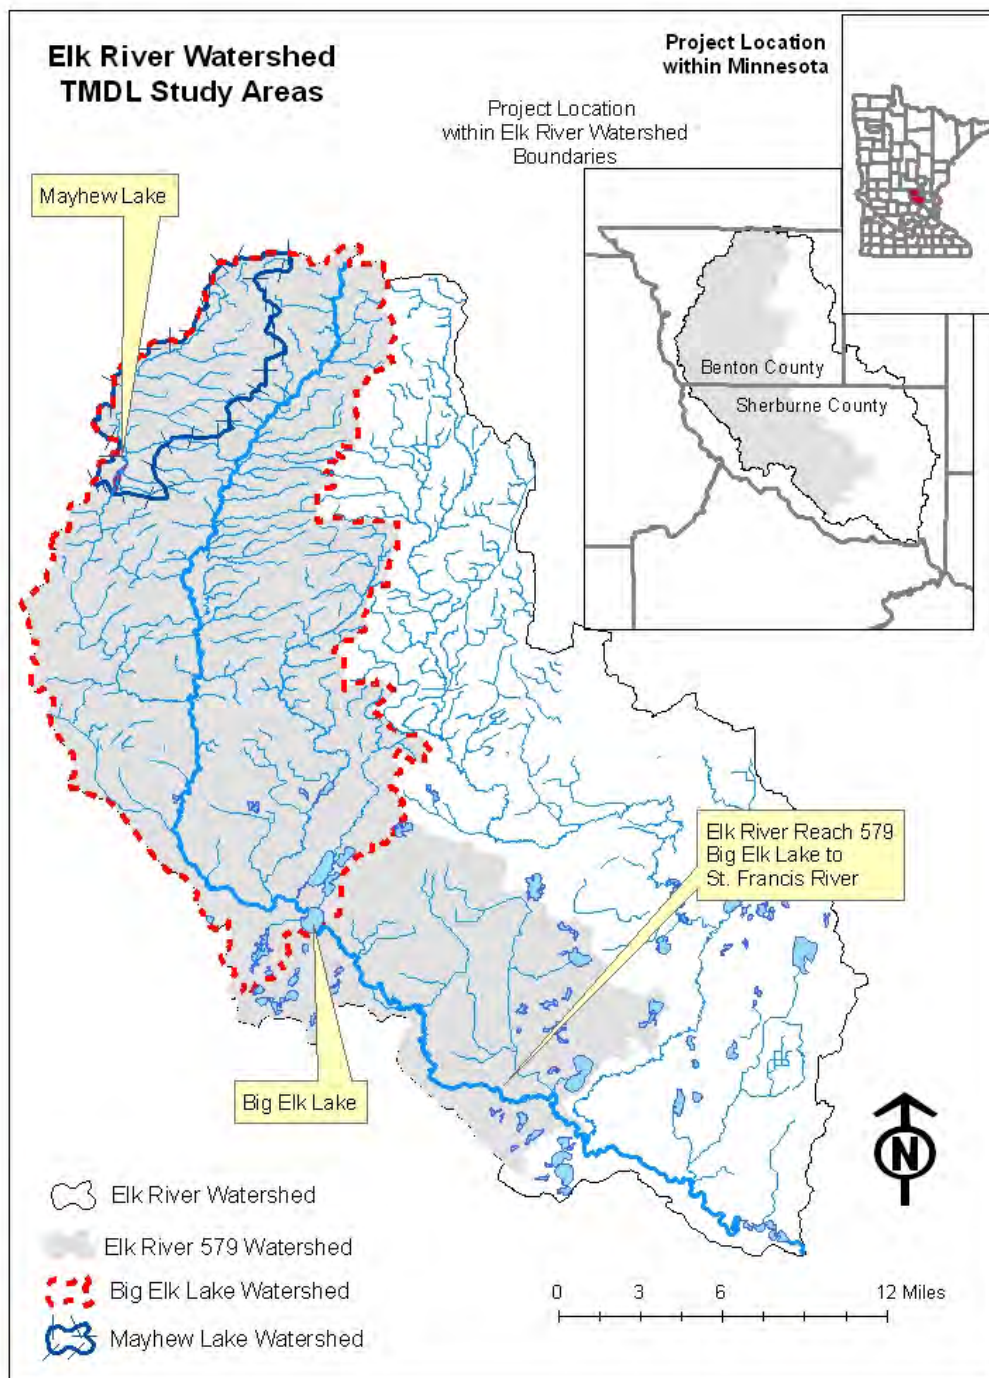 Elk River Watershed
TMDL Study Areas
Project Location
within Minnesota
Project Location
within Elk River Watershed
Boundaries
Mayhew Lake
Benton County
Sherburne County
Elk River Reach 579
Big Elk Lake to
St. Francis River
Big Elk Lake
N
Elk River Watershed
Elk River 579 Watershed
Big Elk Lake Watershed
Mayhew Lake Watershed
0 3 6 12 Miles